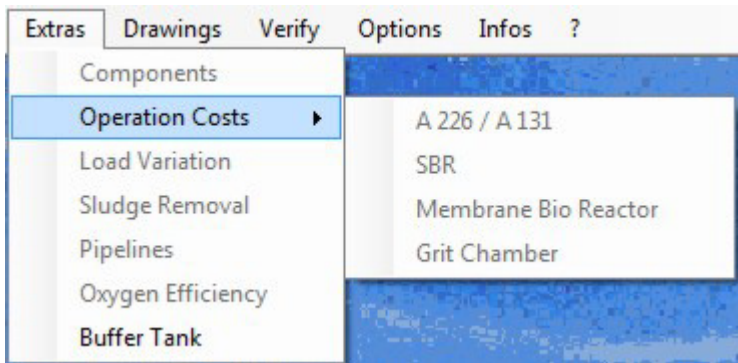 Extras Drawings Verify Options Infos ?
Components
Operation Costs
Load Variation
Sludge Removal
Pipelines
Oxygen Efficiency
Buffer Tank
A 226 / A 131
SBR
Membrane Bio Reactor
Grit Chamber